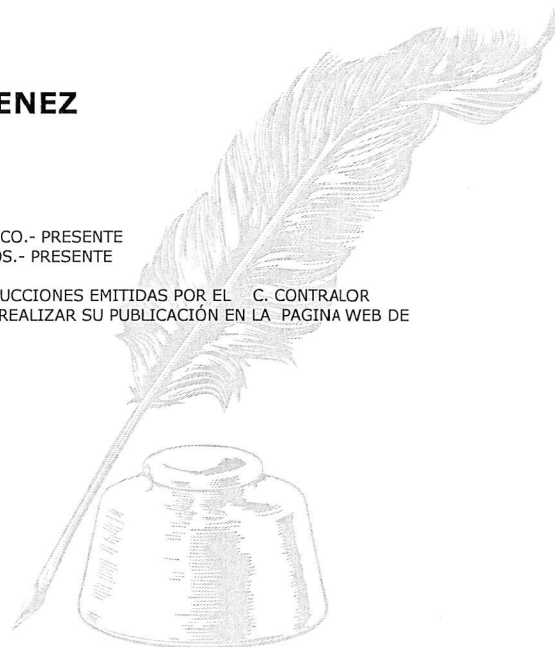 ENEZ
CO.- PRESENTE
OS.- PRESENTE
UCCIONES EMITIDAS POR EL C. CONTRALOR
REALIZAR SU PUBLICACIÓN EN LA PAGINA WEB DE